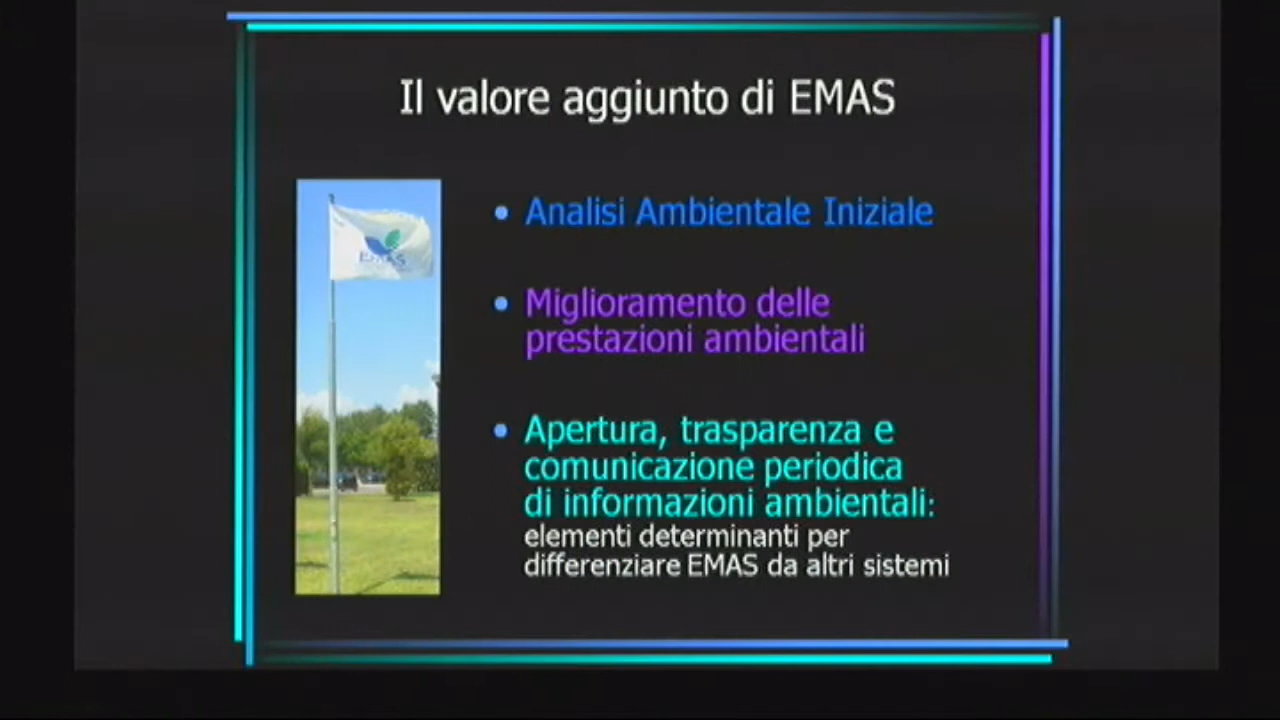 Il valore aggiunto di EMAS
EMAS
• Analisi Ambientale Iniziale
• Miglioramento delle
prestazioni ambientali
• Apertura, trasparenza e
comunicazione periodica
di informazioni ambientali:
elementi determinanti per
differenziare EMAS da altri sistemi